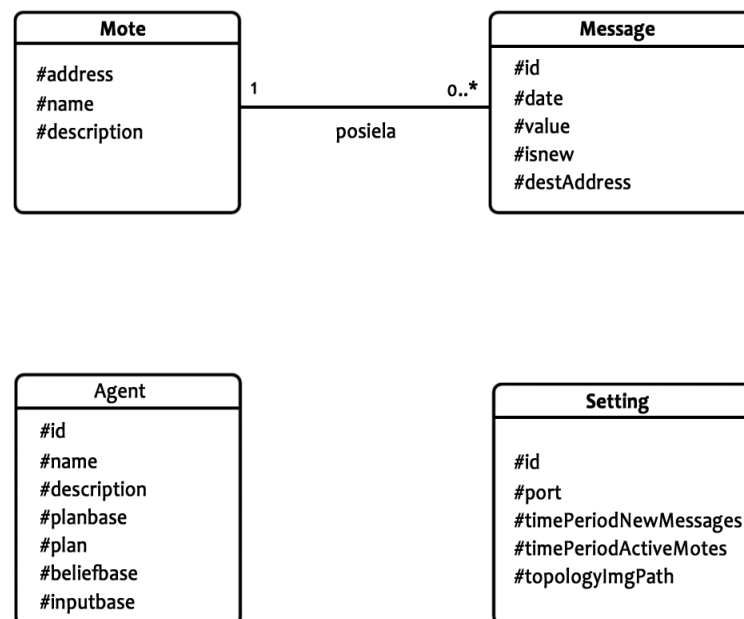 Mote
#address
#name
#description
1
0..*
posiela
Message
#id
#date
#value
#isnew
#destAddress
Agent
#id
#name
#description
#planbase
#plan
#beliefbase
#inputbase
Setting
#id
#port
#timePeriodNewMessages
#timePeriodActiveMotes
#topologyImgPath